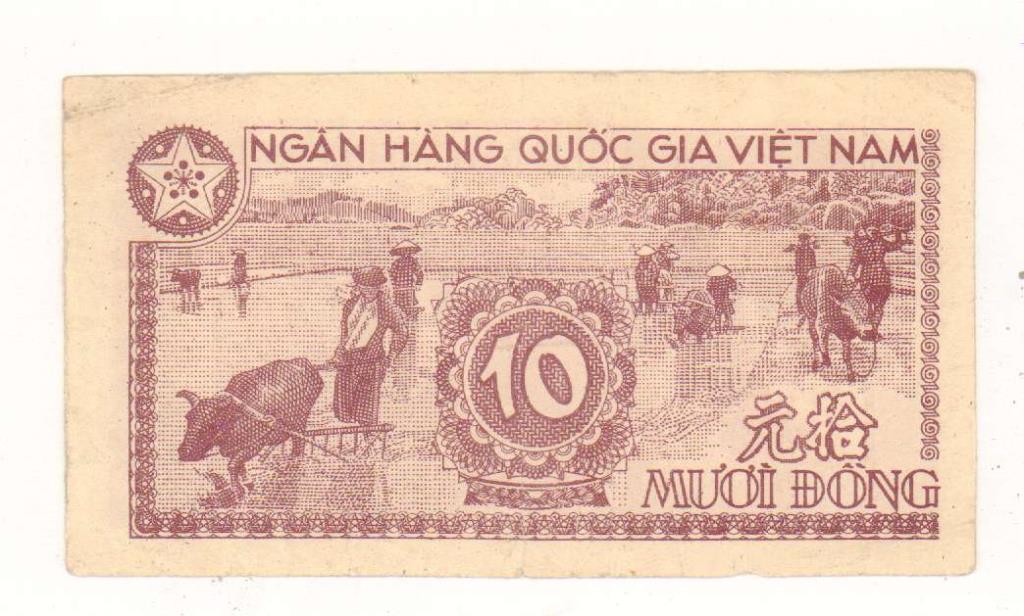 NGÂN HÀNG QUỐC GIA VIỆT NAM
10
元拾
MƯỜI ĐỒNG